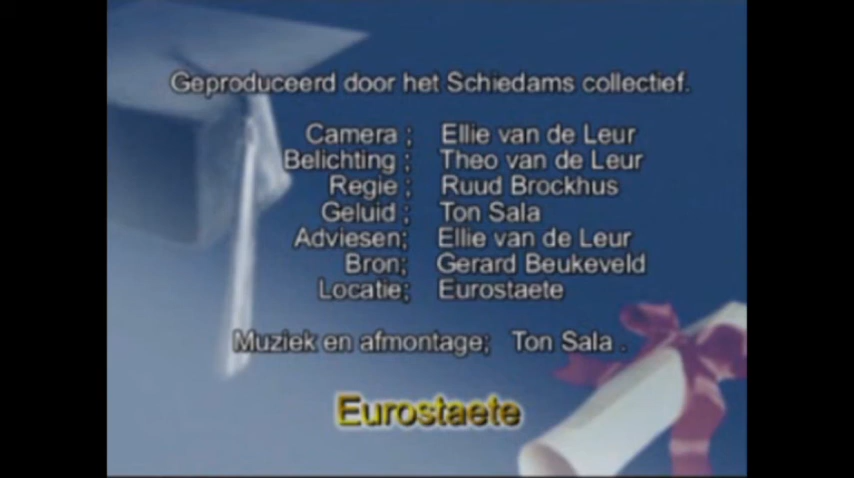 Geproduceerd door het Schiedams collectief.
Camera ; Ellie van de Leur
Belichting ; Theo van de Leur
Regie ; Ruud Brockhus
Geluid ; Ton Sala
Adviesen; Ellie van de Leur
Bron; Gerard Beukeveld
Locatie; Eurostaete
Muziek en afmontage; Ton Sala .
Eurostaete